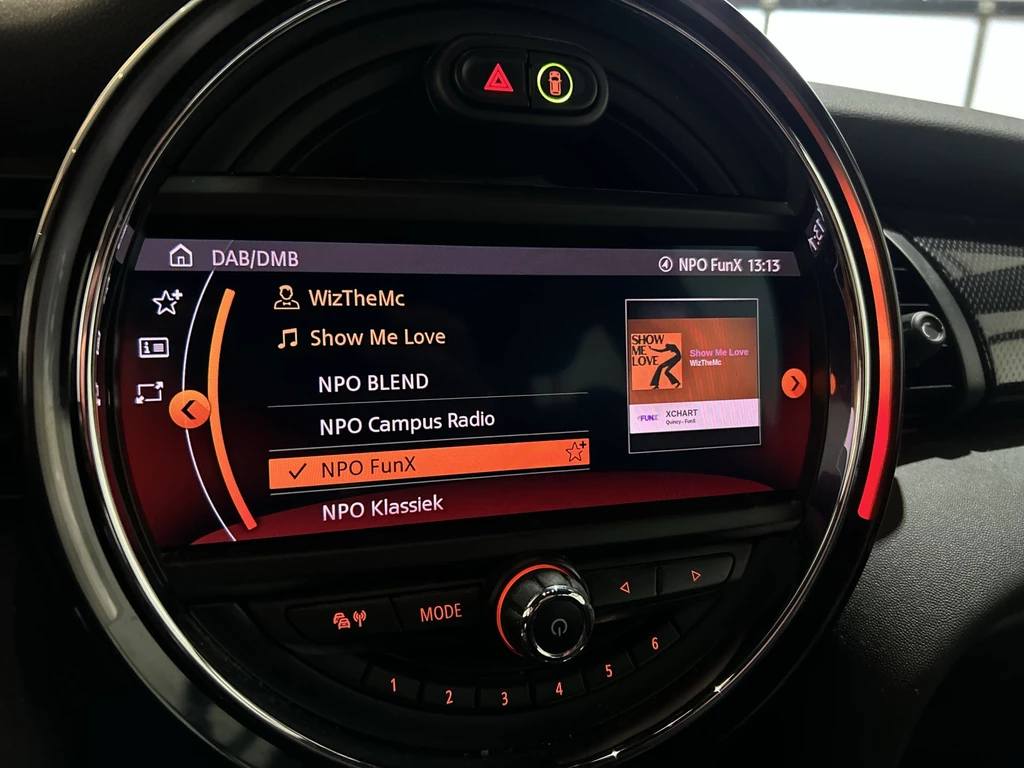 DAB/DMB
NPO FunX 13:13
WizTheMc
Show Me Love
NPO BLEND
NPO Campus Radio
NPO FunX
NPO Klassiek
SHOW
ME
LOVE
Show Me Love
WizTheMc
FUNX
XCHART
Quincy - FunX
MODE
1
2
3
4
5
6